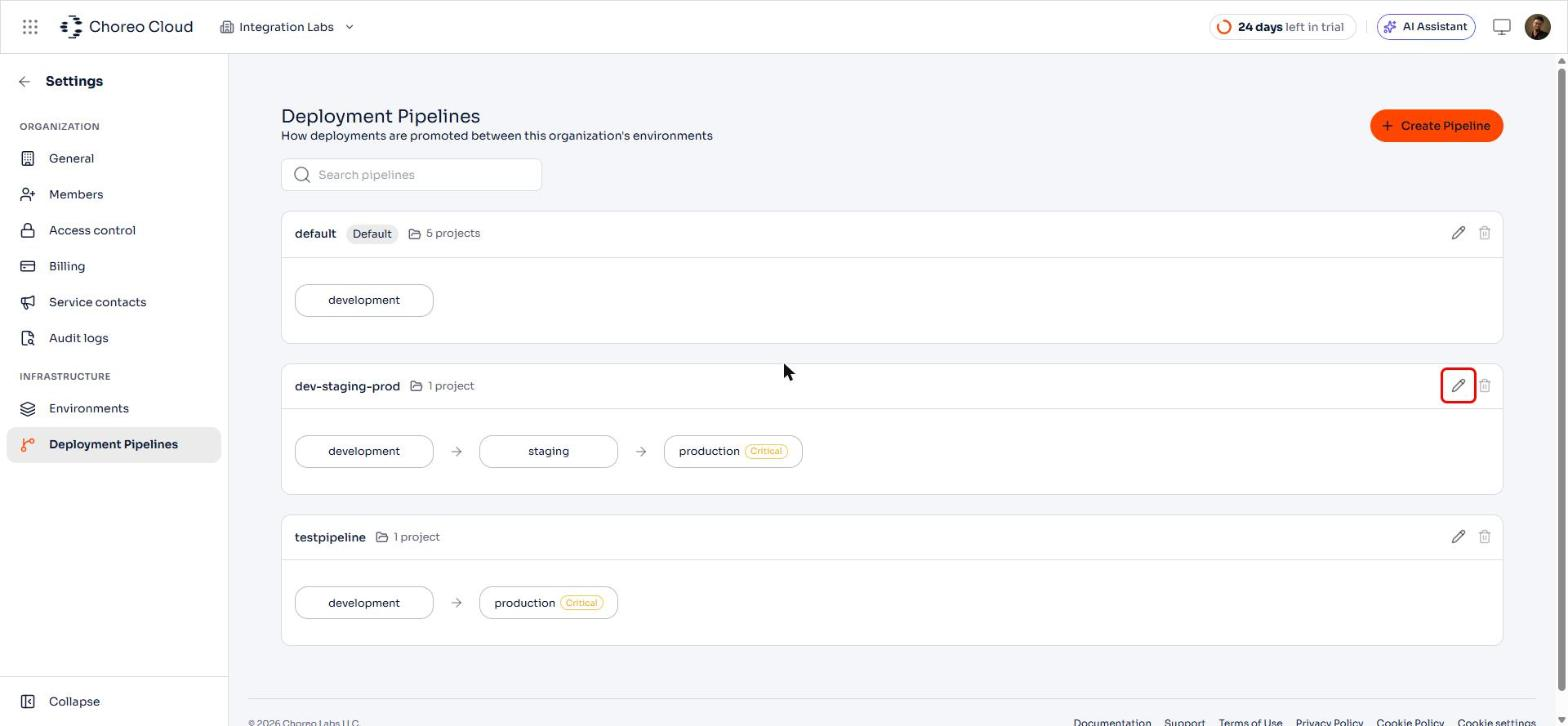 Choreo Cloud
Integration Labs
24 days left in trial
AI Assistant
Settings
ORGANIZATION
General
Members
Access control
Billing
Service contacts
Audit logs
INFRASTRUCTURE
Environments
Deployment Pipelines
Collapse
Deployment Pipelines
How deployments are promoted between this organization's environments
+ Create Pipeline
Search pipelines
default Default 5 projects
development
dev-staging-prod 1 project
development → staging → production Critical
testpipeline 1 project
development → production Critical
© 2026 Choreo Labs LLC Documentation Support Terms of Use Privacy Policy Cookie Policy Cookie settings